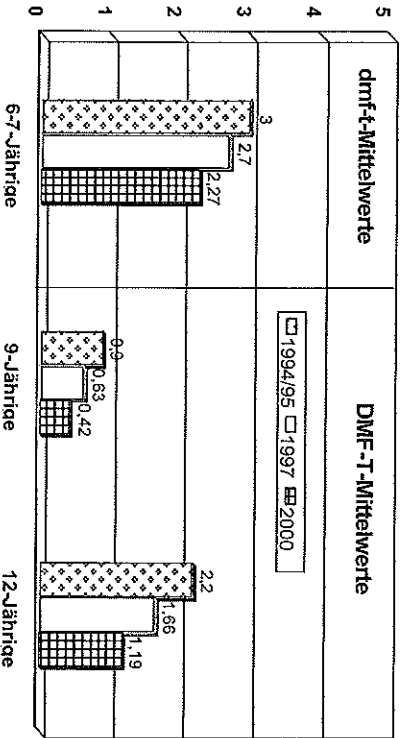 dmf-t-Mittelwerte
DMF-T-Mittelwerte
5
4
3
2
1
0
1994/95 1997 2000
3
2,7
2,27
0,9
0,63
0,42
2,2
1,66
1,19
6-7-Jährige
9-Jährige
12-Jährige